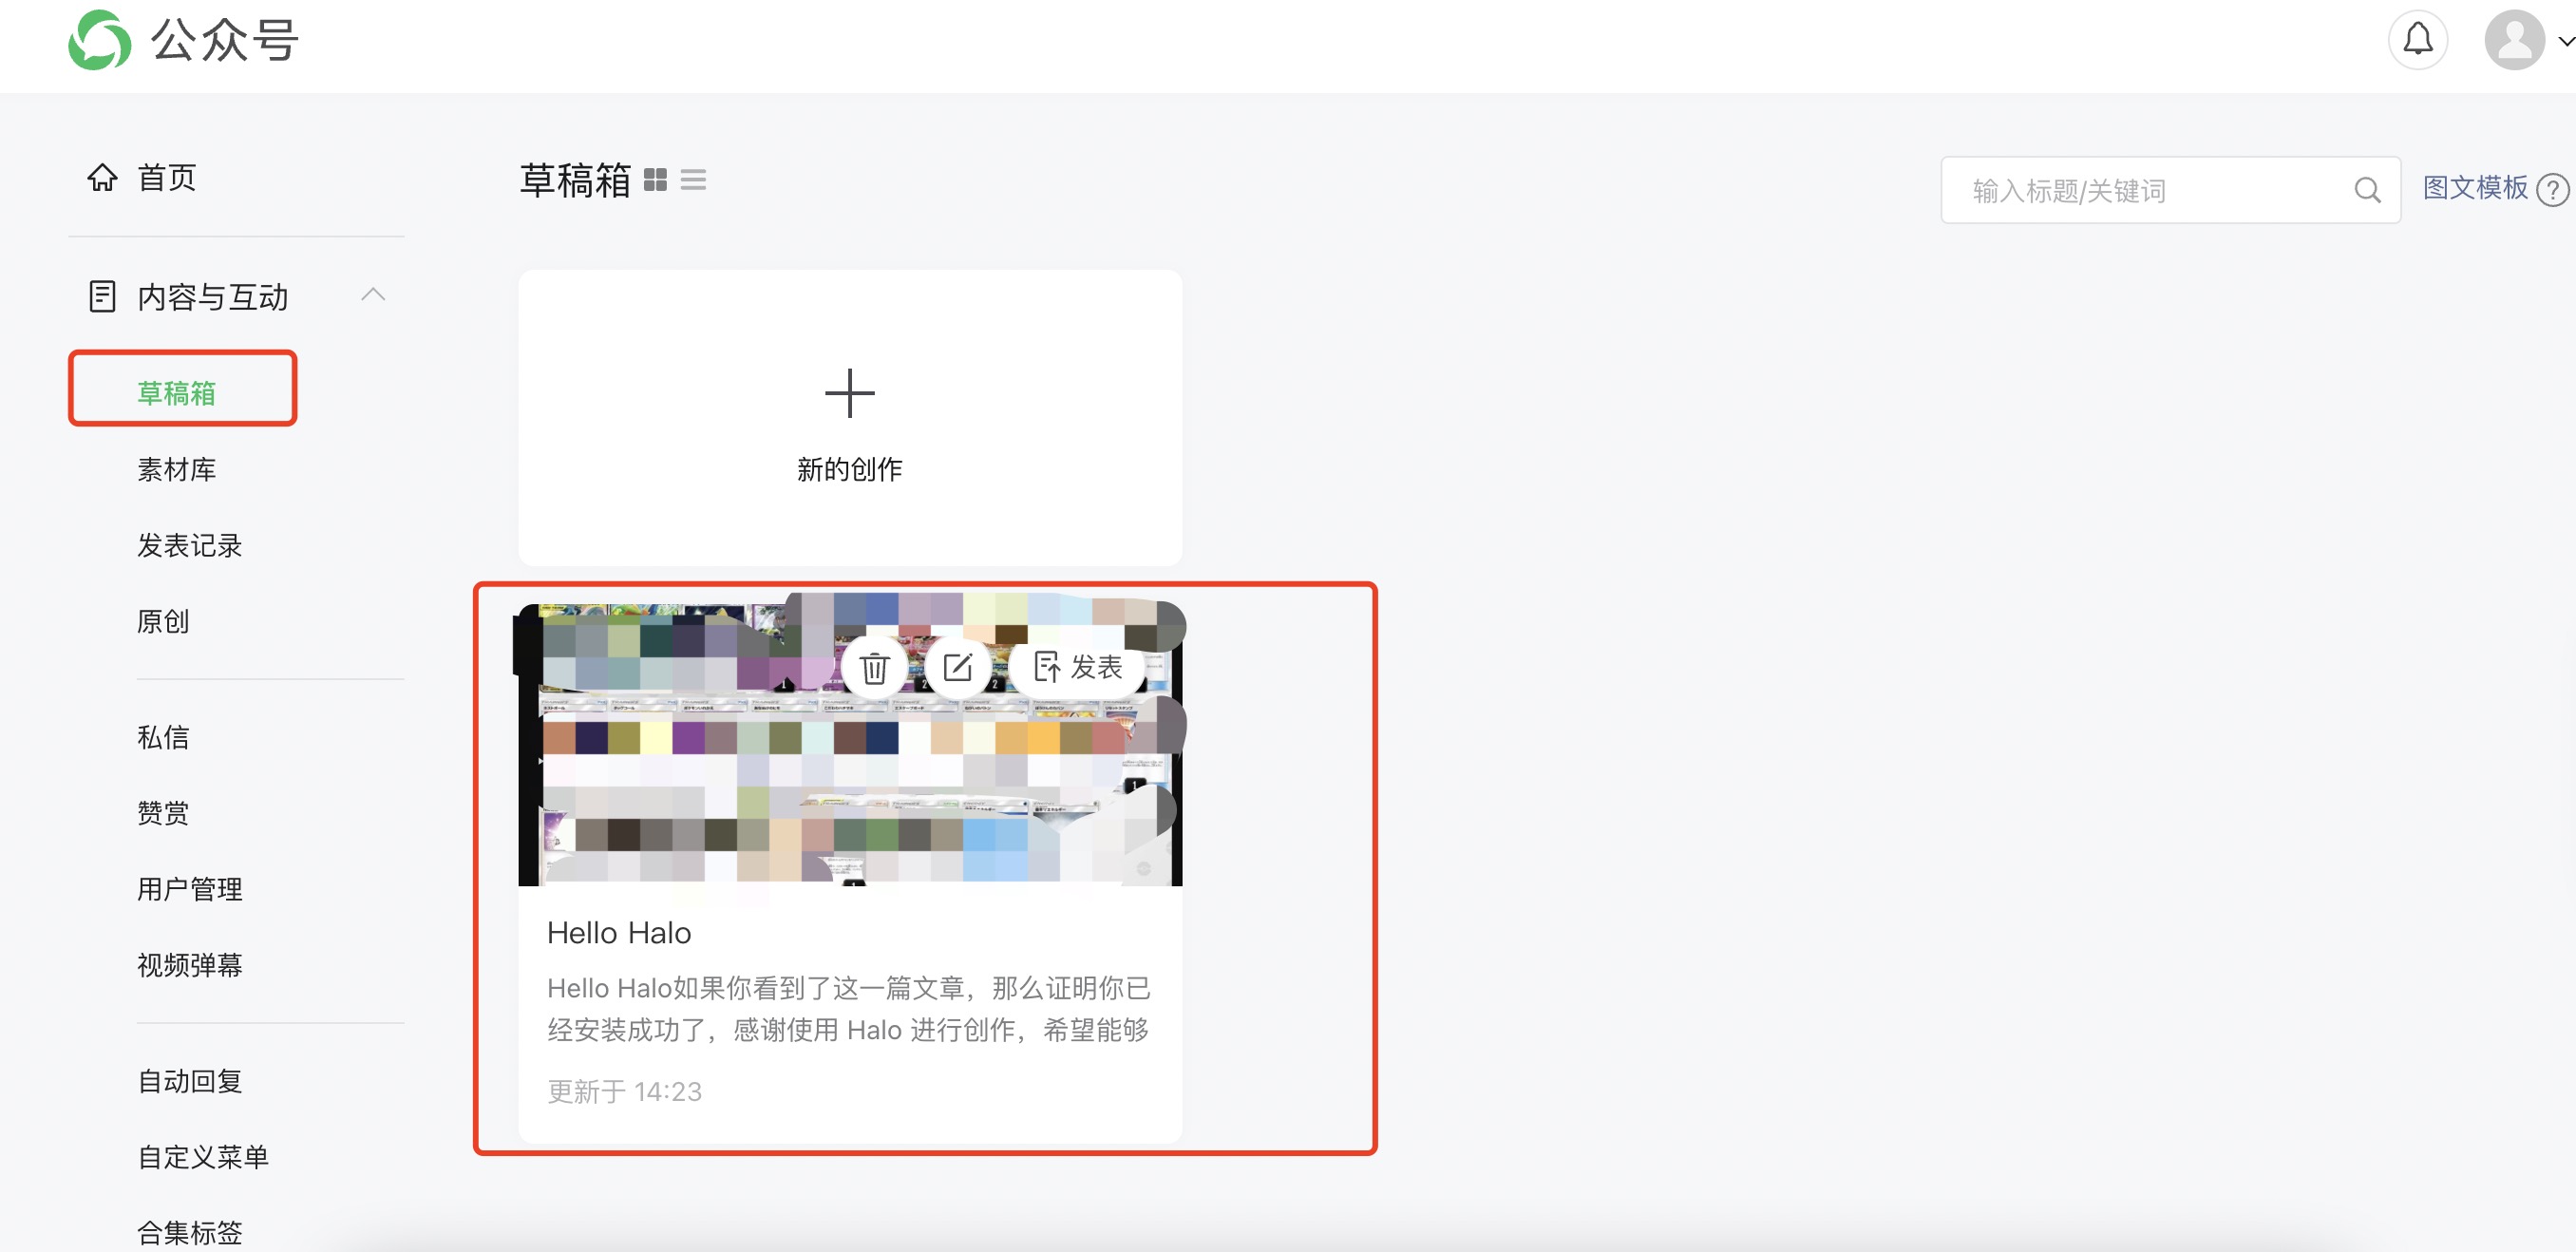 公众号
首页
内容与互动
草稿箱
素材库
发表记录
原创
私信
赞赏
用户管理
视频弹幕
自动回复
自定义菜单
合集标签
草稿箱
输入标题/关键词
图文模板
新的创作
发表
Hello Halo
Hello Halo如果你看到了这一篇文章，那么证明你已
经安装成功了，感谢使用 Halo 进行创作，希望能够
更新于 14:23